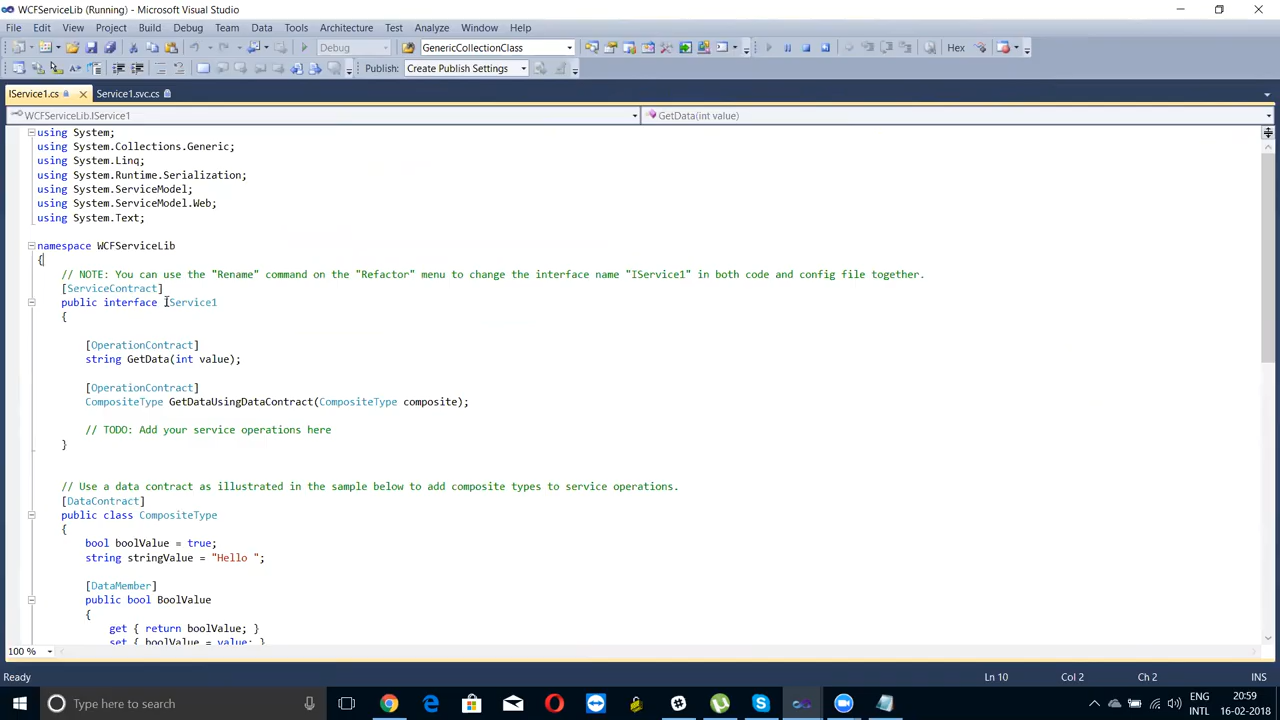 WCFServiceLib (Running) - Microsoft Visual Studio
File Edit View Project Build Debug Team Data Tools Architecture Test Analyze Window Help
Debug GenericCollectionClass Hex
Publish: Create Publish Settings
IService1.cs Service1.svc.cs
WCFServiceLib.IService1 GetData(int value)
using System;
using System.Collections.Generic;
using System.Linq;
using System.Runtime.Serialization;
using System.ServiceModel;
using System.ServiceModel.Web;
using System.Text;
namespace WCFServiceLib
{
// NOTE: You can use the "Rename" command on the "Refactor" menu to change the interface name "IService1" in both code and config file together.
[ServiceContract]
public interface IService1
{
[OperationContract]
string GetData(int value);
[OperationContract]
CompositeType GetDataUsingDataContract(CompositeType composite);
// TODO: Add your service operations here
}
// Use a data contract as illustrated in the sample below to add composite types to service operations.
[DataContract]
public class CompositeType
{
bool boolValue = true;
string stringValue = "Hello ";
[DataMember]
public bool BoolValue
{
get { return boolValue; }
set { boolValue = value; }
100 %
Ready Ln 10 Col 2 Ch 2 INS
Type here to search
ENG 20:59
INTL 16-02-2018